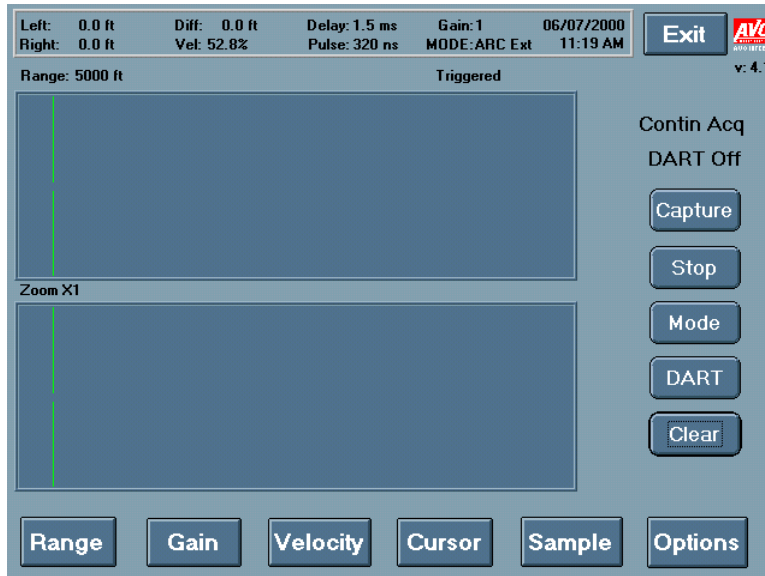 Left: 0.0 ft Diff: 0.0 ft Delay: 1.5 ms Gain: 1 06/07/2000
Right: 0.0 ft Vel: 52.8% Pulse: 320 ns MODE:ARC Ext 11:19 AM
Exit
Range: 5000 ft Triggered
Contin Acq
DART Off
Capture
Stop
Zoom X1
Mode
DART
Clear
Range Gain Velocity Cursor Sample Options